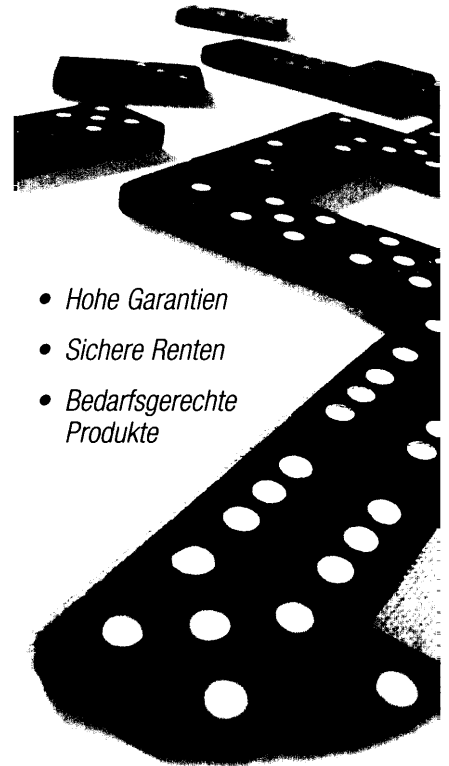 • Hohe Garantien
• Sichere Renten
• Bedarfsgerechte
Produkte